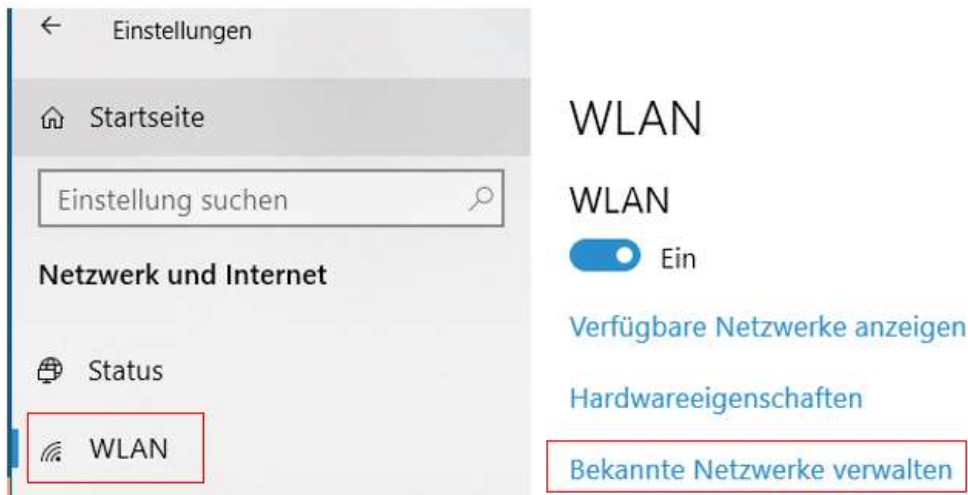 Einstellungen
Startseite
Einstellung suchen
Netzwerk und Internet
Status
WLAN
WLAN
WLAN
Ein
Verfügbare Netzwerke anzeigen
Hardwareeigenschaften
Bekannte Netzwerke verwalten